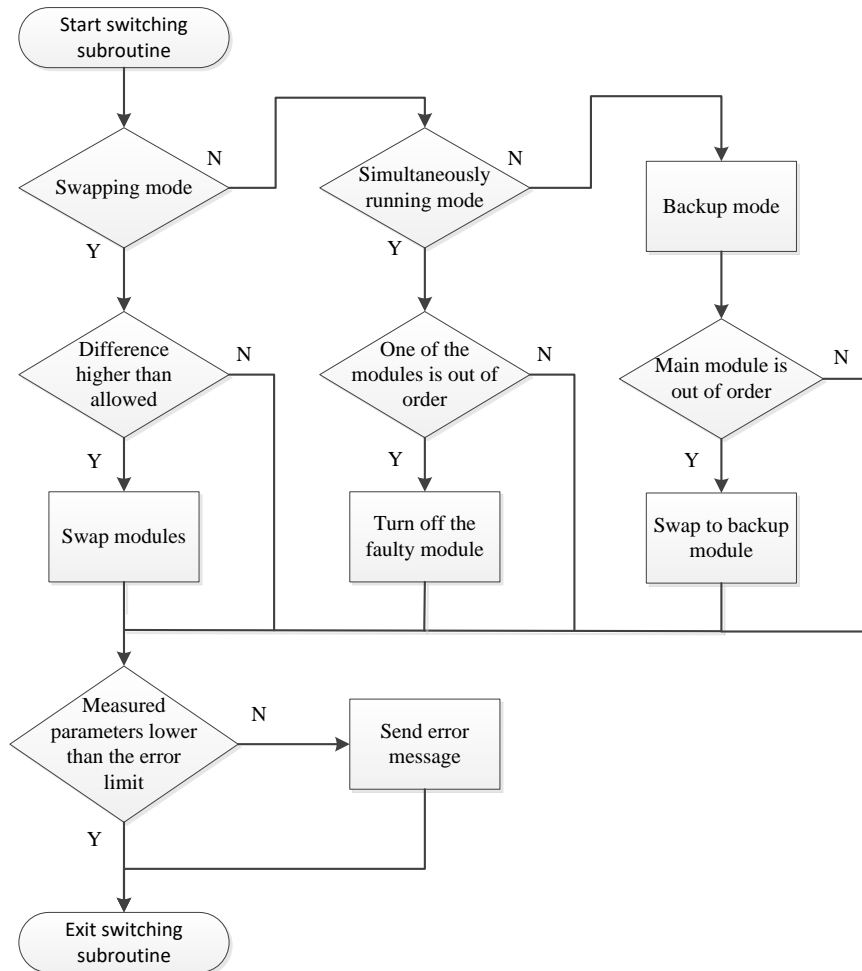 Start switching
subroutine
N
N
Swapping mode
Simultaneously
running mode
Backup mode
Y
Y
Difference
higher than
allowed
N
One of the
modules is out of
order
N
Main module is
out of order
N
Y
Y
Y
Swap modules
Turn off the
faulty module
Swap to backup
module
Measured
parameters lower
than the error
limit
N
Send error
message
Y
Exit switching
subroutine